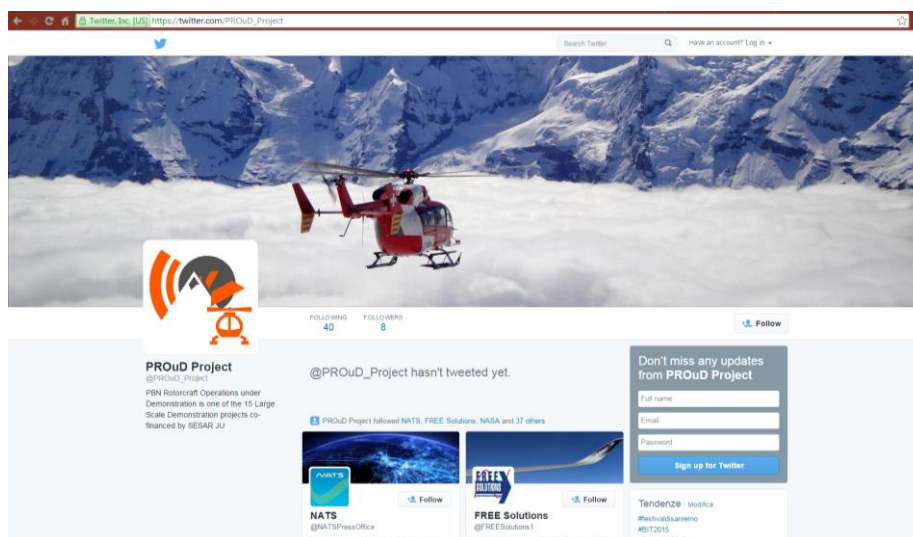 Twitter, Inc. [US] https://twitter.com/PROuD_Project
Search Twitter
Have an account? Log in
FOLLOWING
40
FOLLOWERS
8
Follow
PROuD Project
@PROuD_Project
PBN Rotorcraft Operations under
Demonstration is one of the 15 Large
Scale Demonstration projects co-
financed by SESAR JU
@PROuD_Project hasn't tweeted yet.
PROuD Project followed NATS, FREE Solutions, NASA and 37 others
NATS
Follow
NATS
@NATSPressOffice
FREE
SOLUTIONS
Follow
FREE Solutions
@FREESolutions1
Don't miss any updates
from PROuD Project
Full name
Email
Password
Sign up for Twitter
Tendenze · Modifica
#festivaldisanremo
#BIT2015